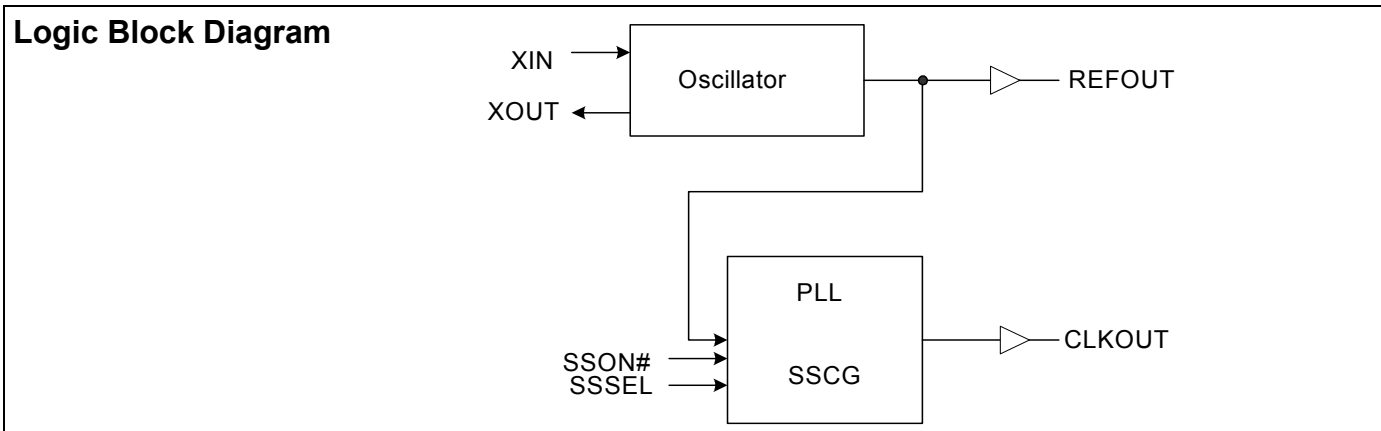 Logic Block Diagram
XIN
Oscillator
REFOUT
XOUT
PLL
CLKOUT
SSON#
SSSEL
SSCG